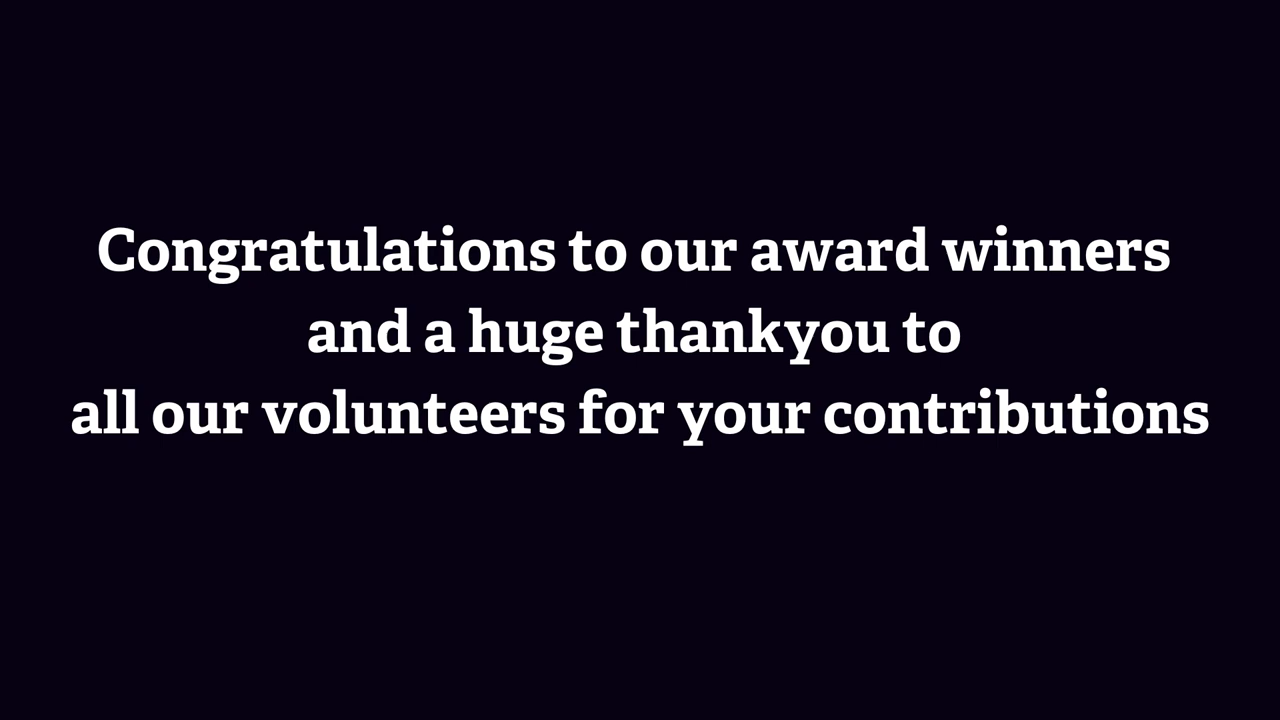 Congratulations to our award winners
and a huge thankyou to
all our volunteers for your contributions